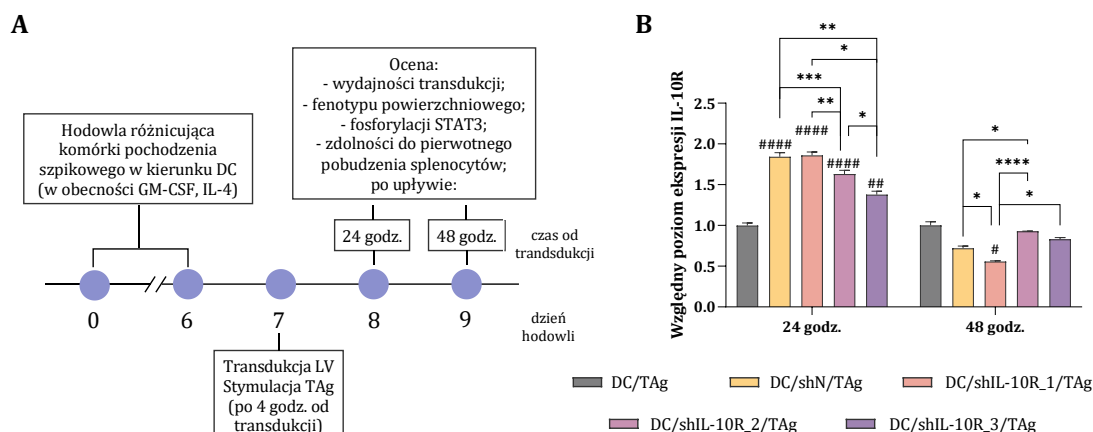 A
Hodowla różnicująca
komórki pochodzenia
szpikowego w kierunku DC
(w obecności GM-CSF, IL-4)
Ocena:
- wydajności transdukcji;
- fenotypu powierzchniowego;
- fosforylacji STAT3;
- zdolności do pierwotnego
pobudzenia splenocytów;
po upływie:
24 godz.
48 godz.
czas od
trandsdukcji
0
6
7
8
9
dzień
hodowli
Transdukcja LV
Stymulacja TAg
(po 4 godz. od
transdukcji)
B
Względny poziom ekspresji IL-10R
2.5
2.0
1.5
1.0
0.5
0.0
**
*
***
**
*
####
####
####
##
*
****
*
*
#
24 godz.
48 godz.
DC/TAg
DC/shN/TAg
DC/shIL-10R_1/TAg
DC/shIL-10R_2/TAg
DC/shIL-10R_3/TAg